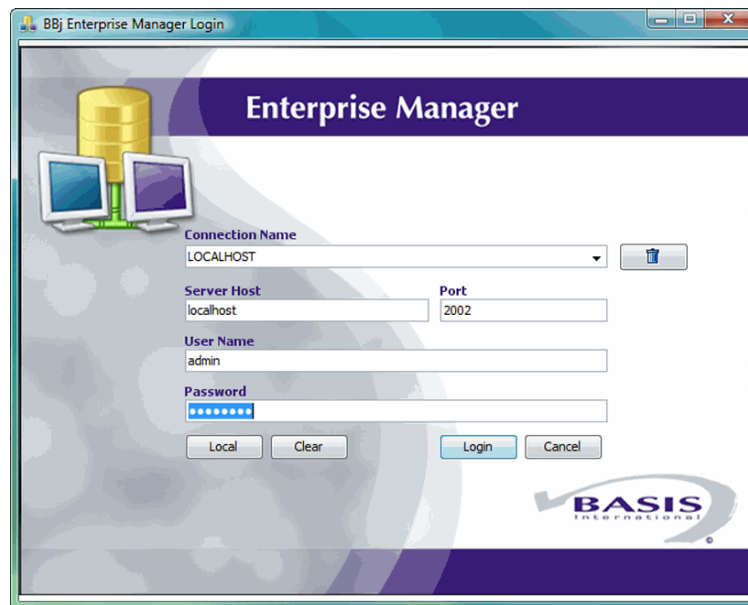 BBj Enterprise Manager Login
Enterprise Manager
Connection Name
LOCALHOST
Server Host Port
localhost 2002
User Name
admin
Password
••••••••
Local Clear Login Cancel
BASIS
International
©